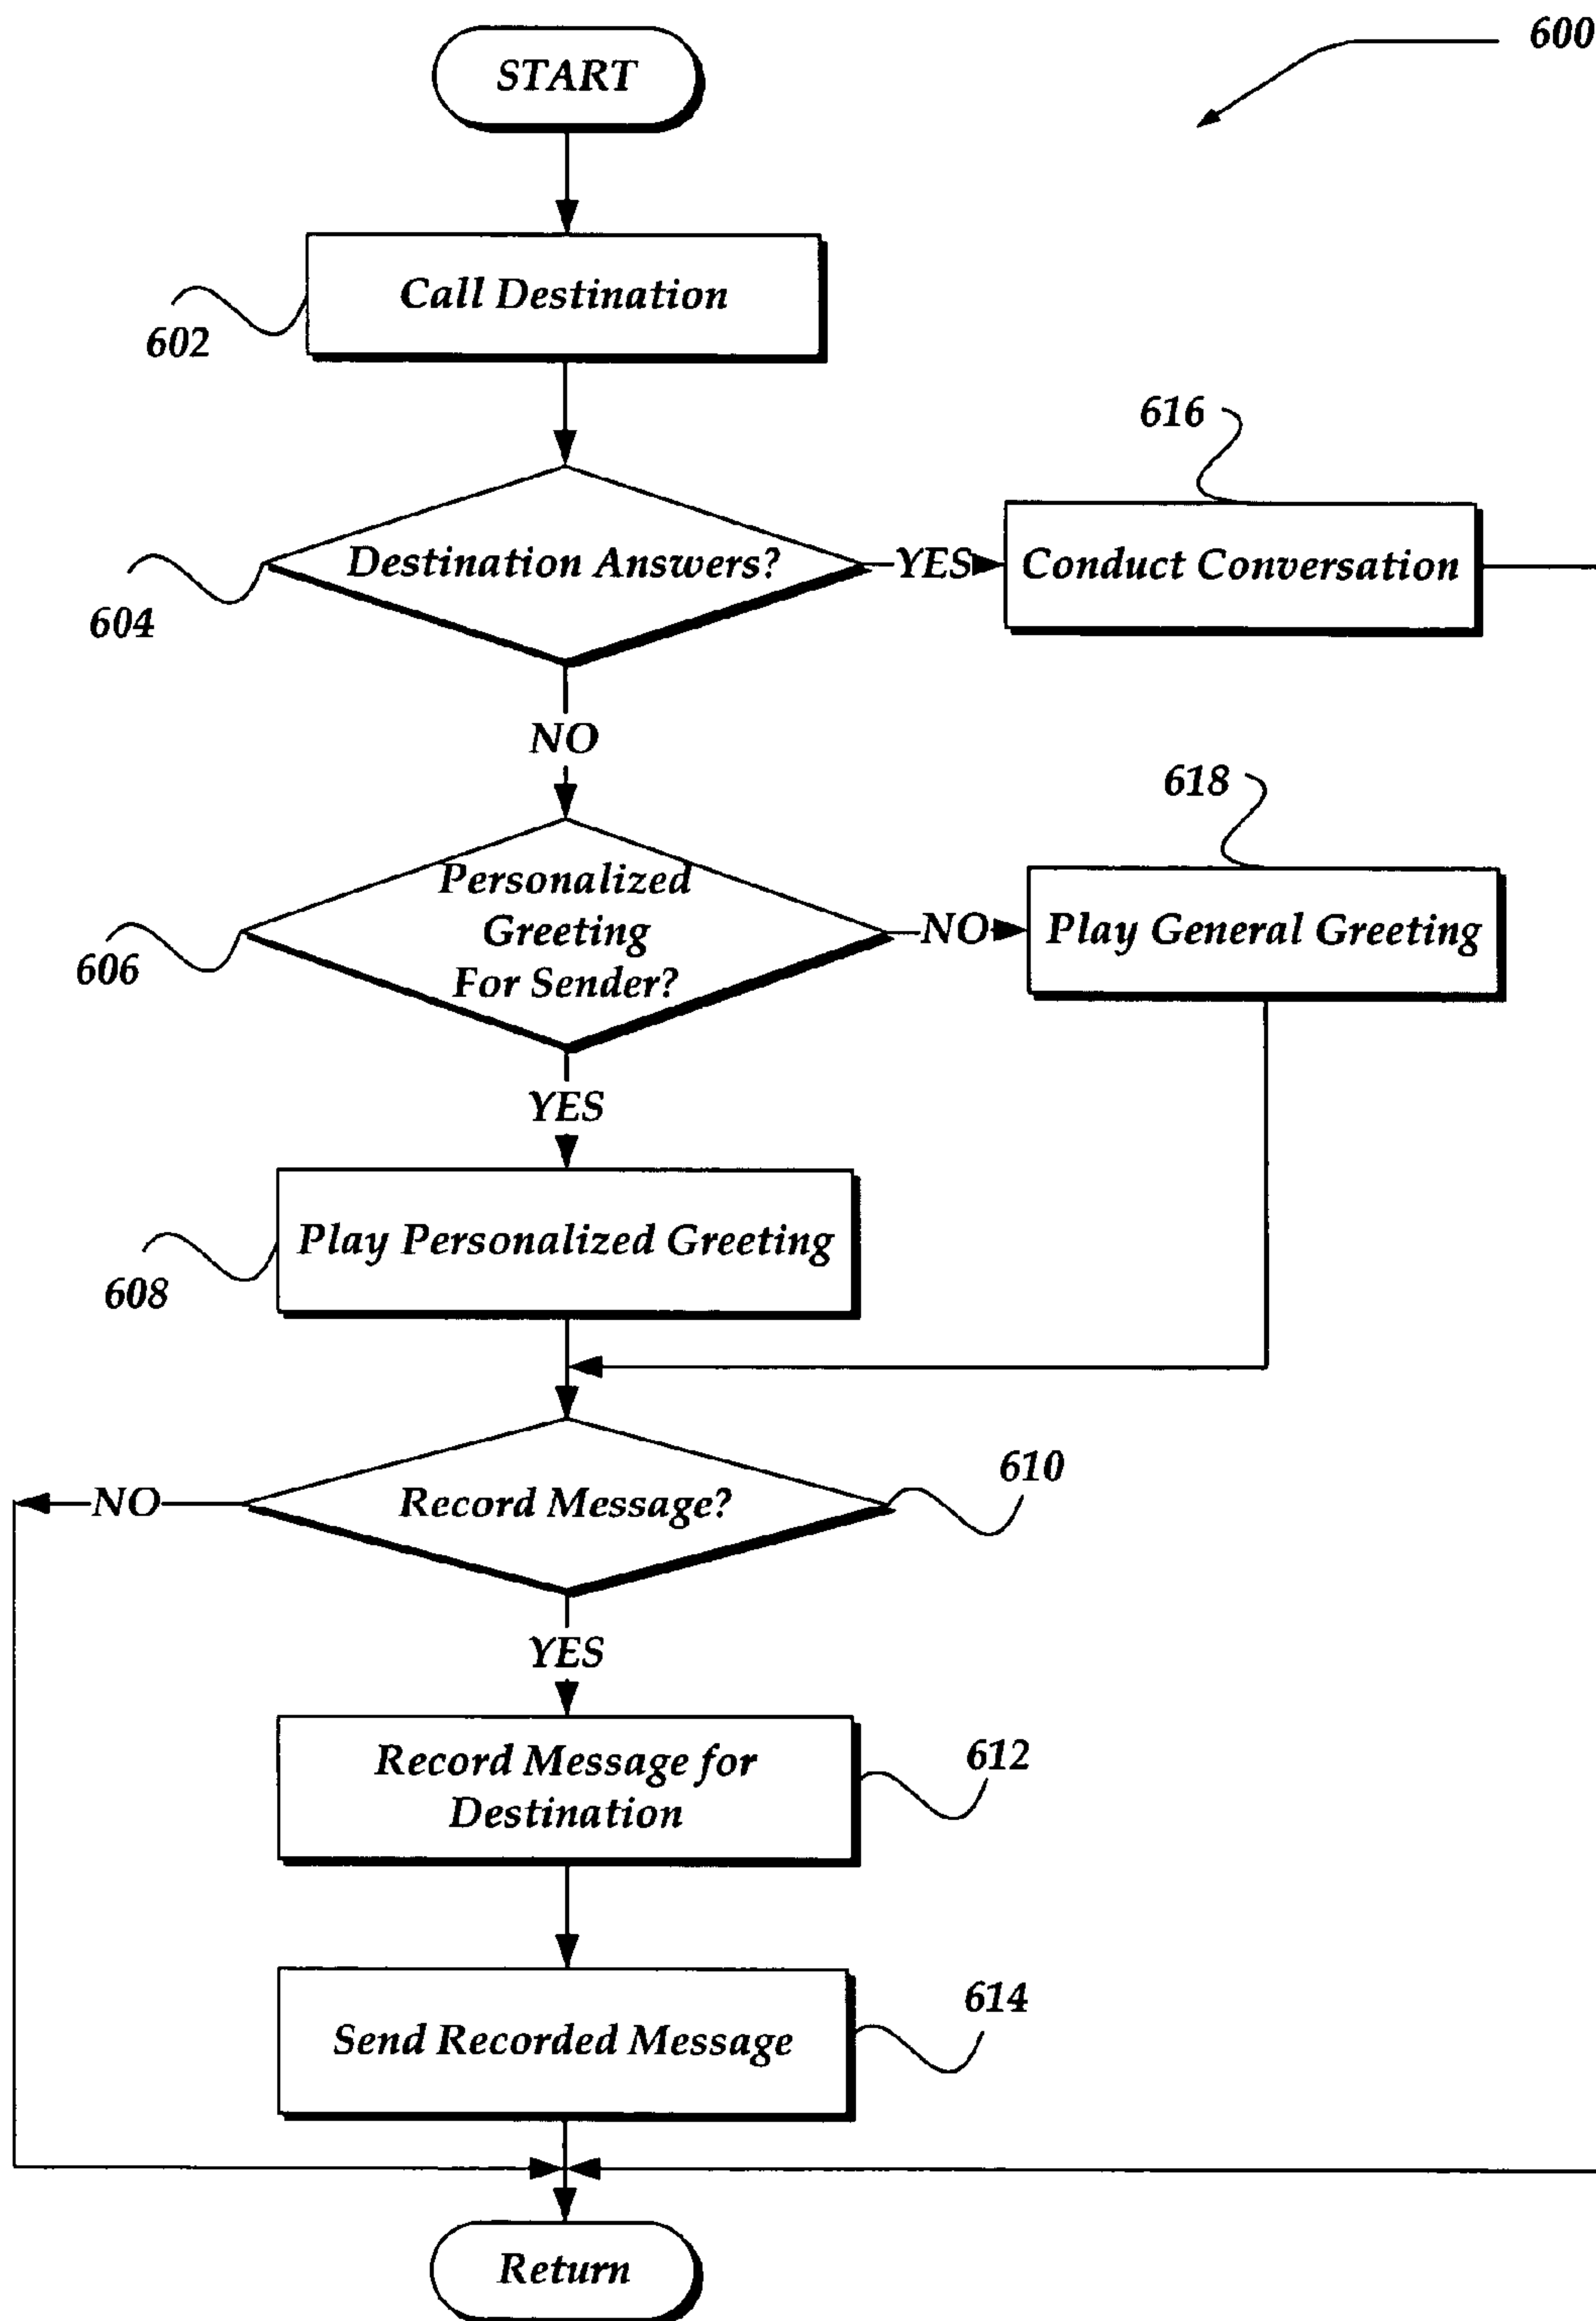 600
START
Call Destination
602
616
Destination Answers?
YES
Conduct Conversation
604
NO
618
Personalized
Greeting
For Sender?
NO
Play General Greeting
606
YES
Play Personalized Greeting
608
610
NO
Record Message?
YES
Record Message for
Destination
612
614
Send Recorded Message
Return